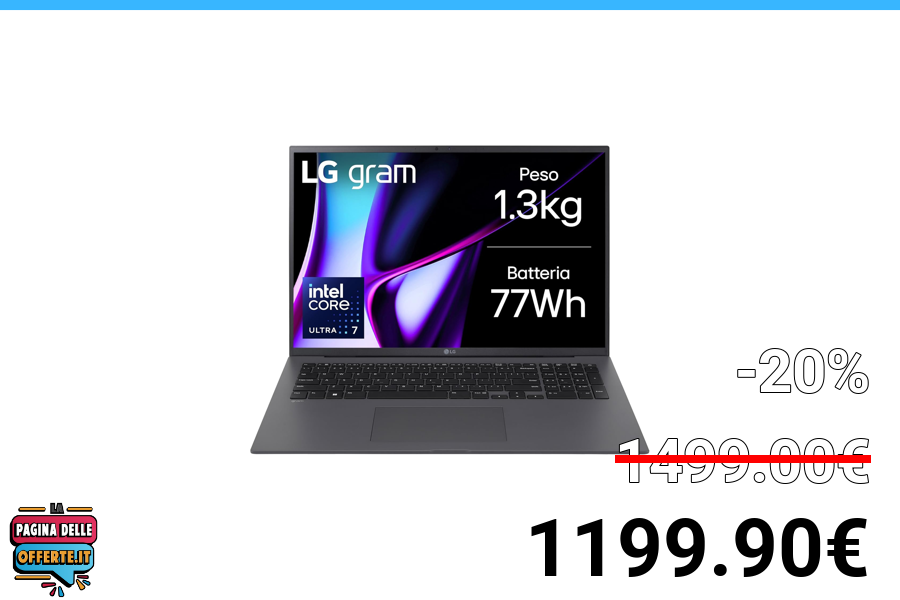 LG gram
Peso
1.3kg
Batteria
77Wh
intel
CORE
ULTRA 7
LG
-20%
1499.00€
1199.90€
LA
PAGINA DELLE
OFFERTE.IT